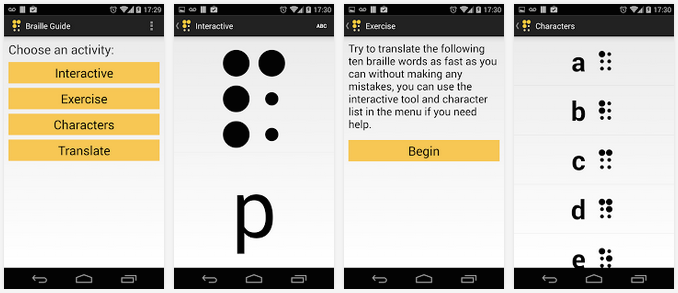 17:29
Braille Guide
Choose an activity:
Interactive
Exercise
Characters
Translate
17:30
Interactive
ABC
p
17:30
Exercise
Try to translate the following
ten braille words as fast as you
can without making any
mistakes, you can use the
interactive tool and character
list in the menu if you need
help.
Begin
17:30
Characters
a
b
c
d
e